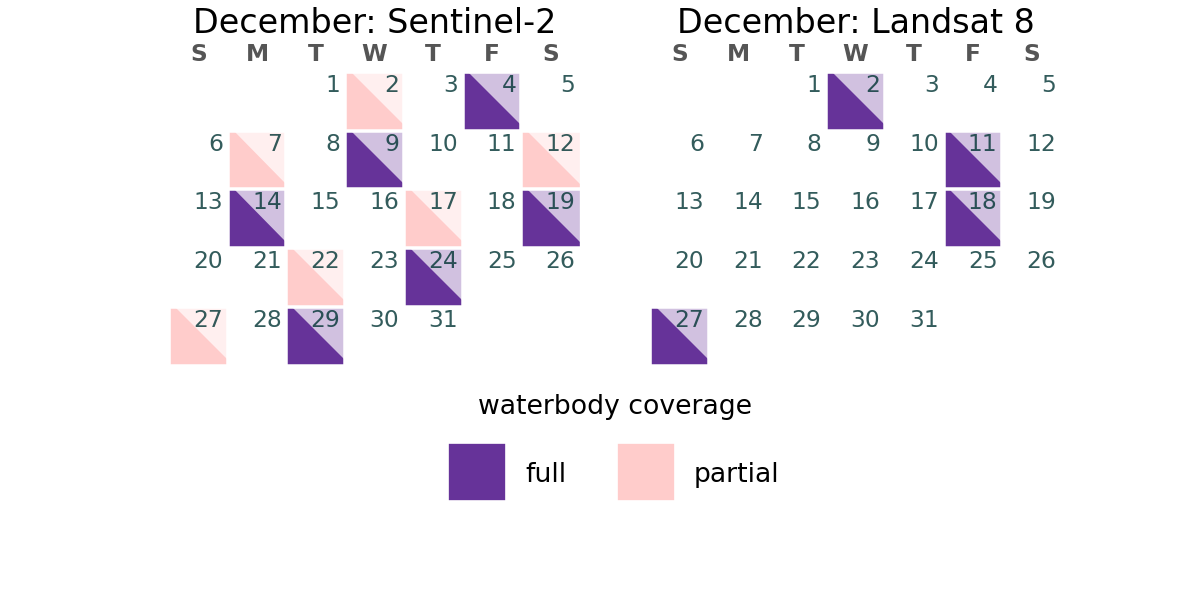 December: Sentinel-2
S M T W T F S
1 2 3 4 5
6 7 8 9 10 11 12
13 14 15 16 17 18 19
20 21 22 23 24 25 26
27 28 29 30 31
December: Landsat 8
S M T W T F S
1 2 3 4 5
6 7 8 9 10 11 12
13 14 15 16 17 18 19
20 21 22 23 24 25 26
27 28 29 30 31
waterbody coverage
full partial